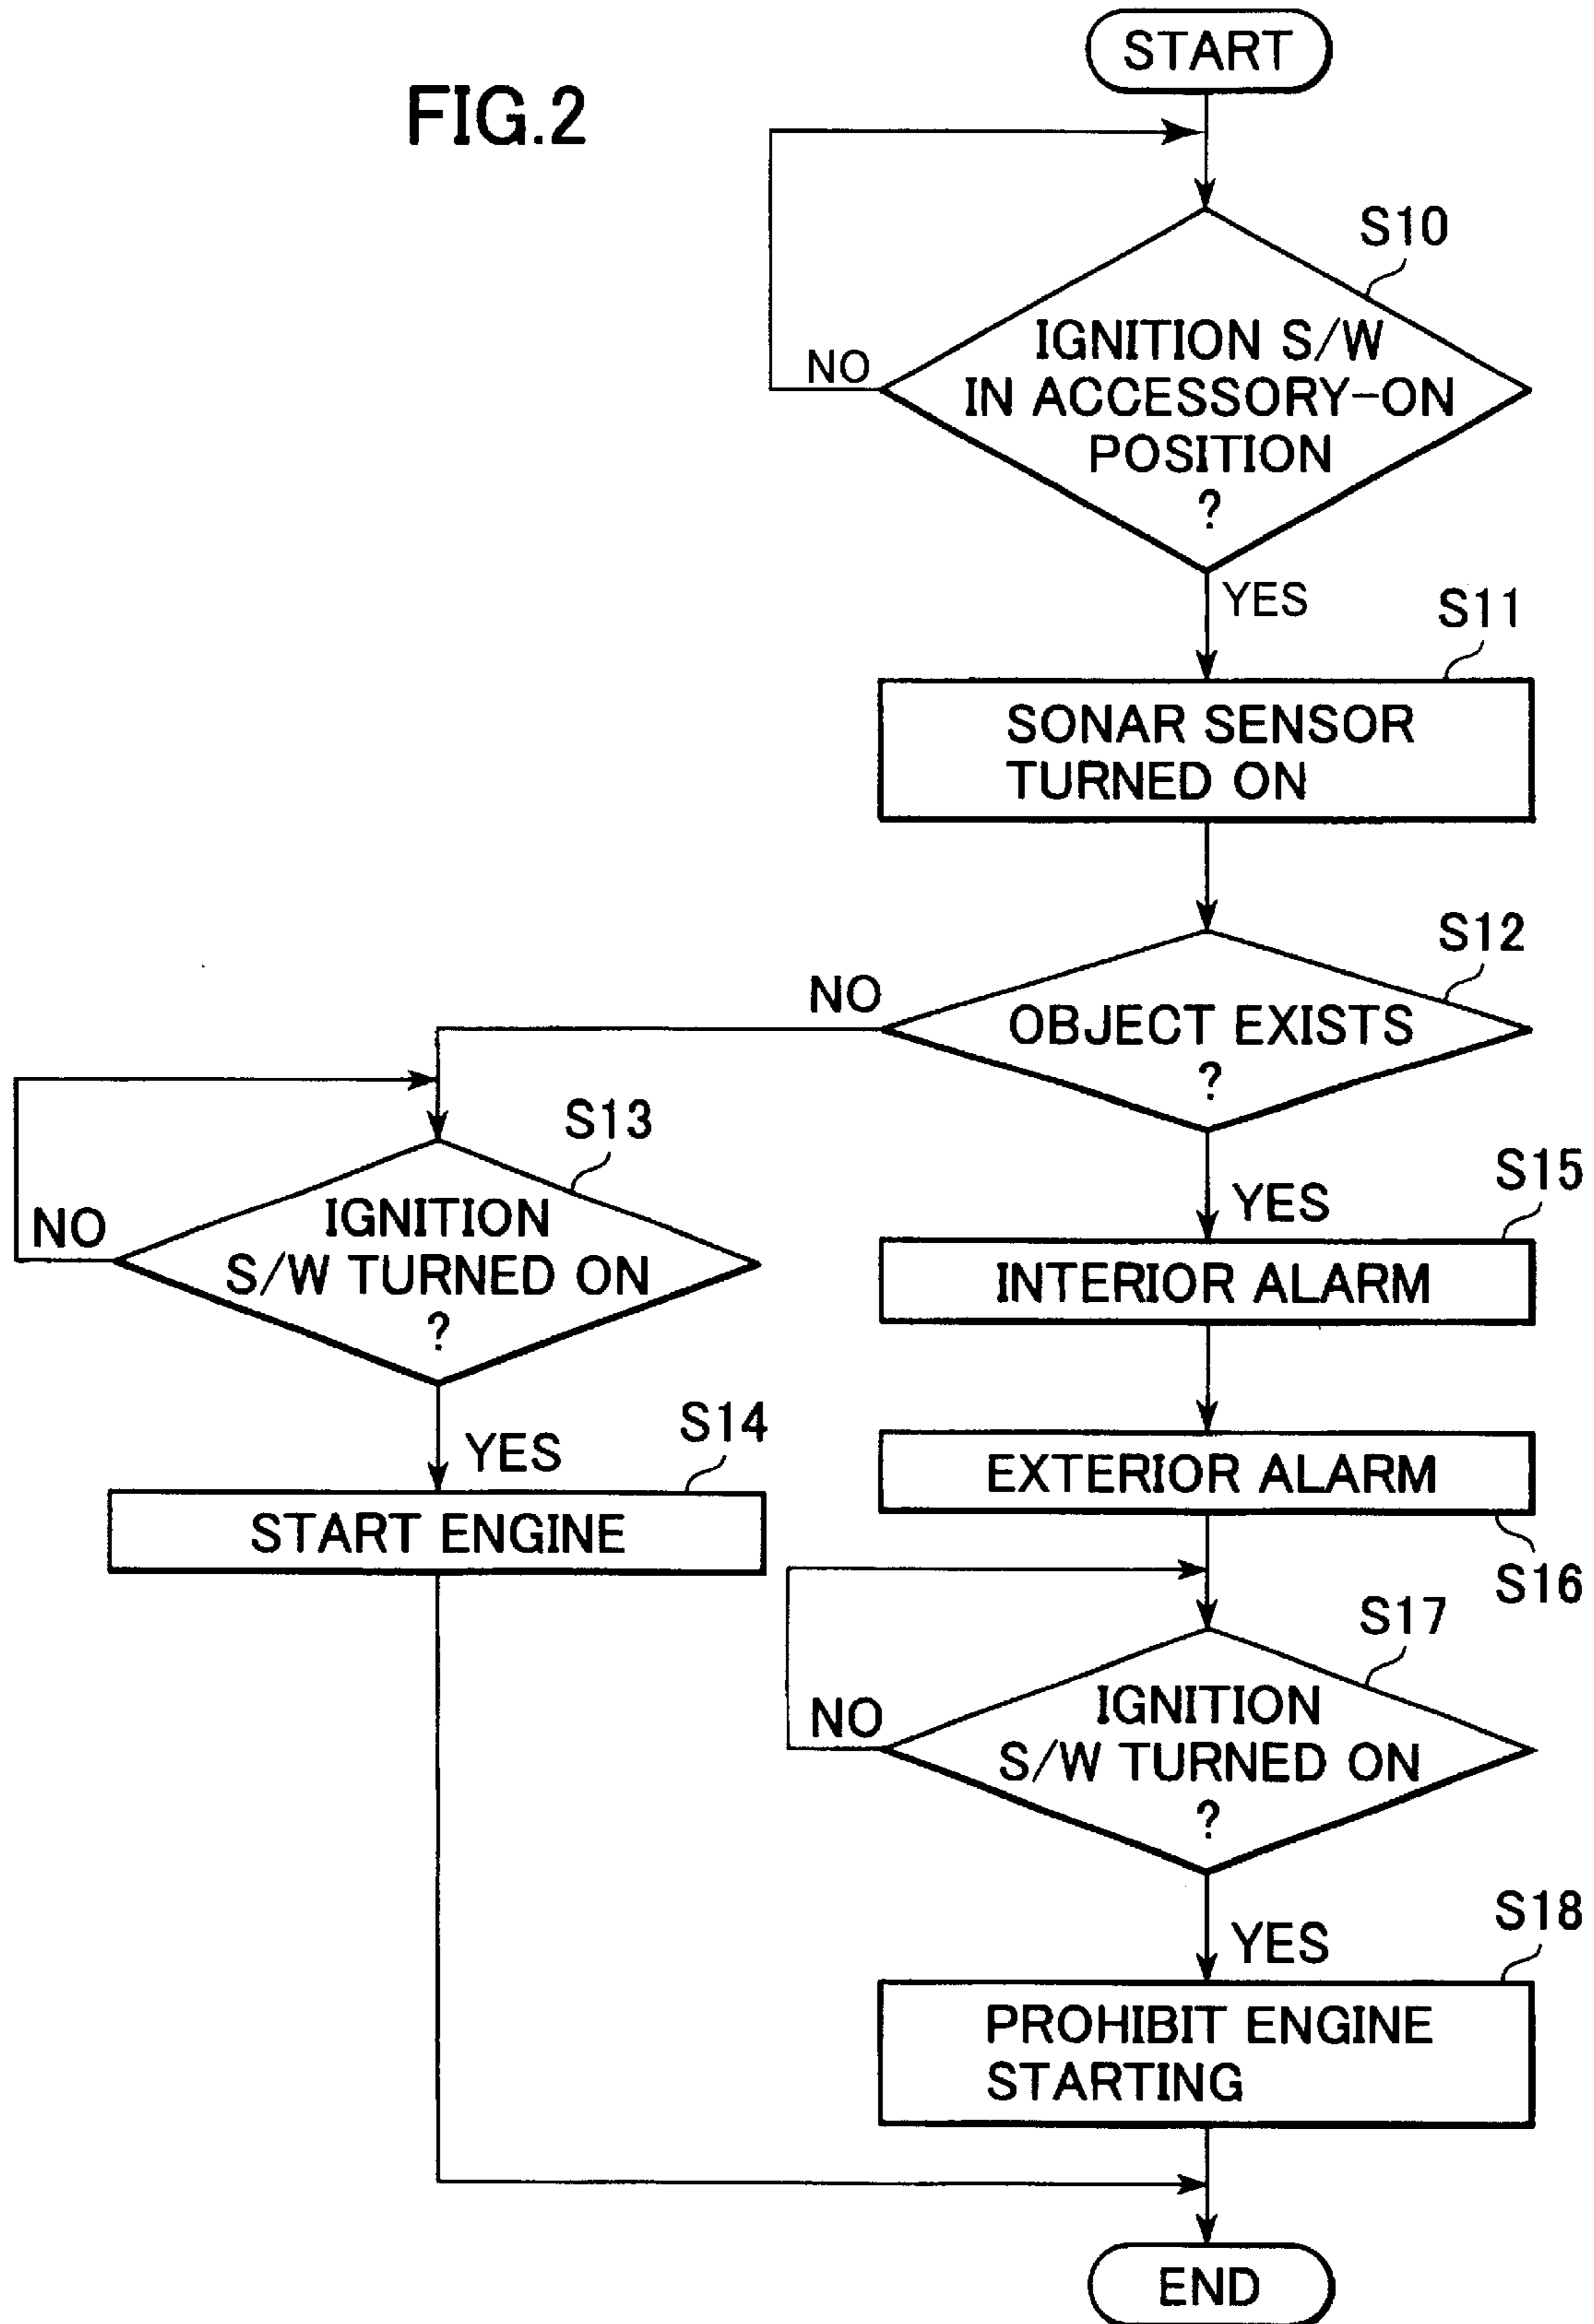 START
FIG.2
S10
IGNITION S/W
IN ACCESSORY-ON
POSITION
?
NO
YES
S11
SONAR SENSOR
TURNED ON
S12
NO
OBJECT EXISTS
?
S13
NO
IGNITION
S/W TURNED ON
?
YES
S14
START ENGINE
YES
S15
INTERIOR ALARM
EXTERIOR ALARM
S16
S17
NO
IGNITION
S/W TURNED ON
?
YES
S18
PROHIBIT ENGINE
STARTING
END